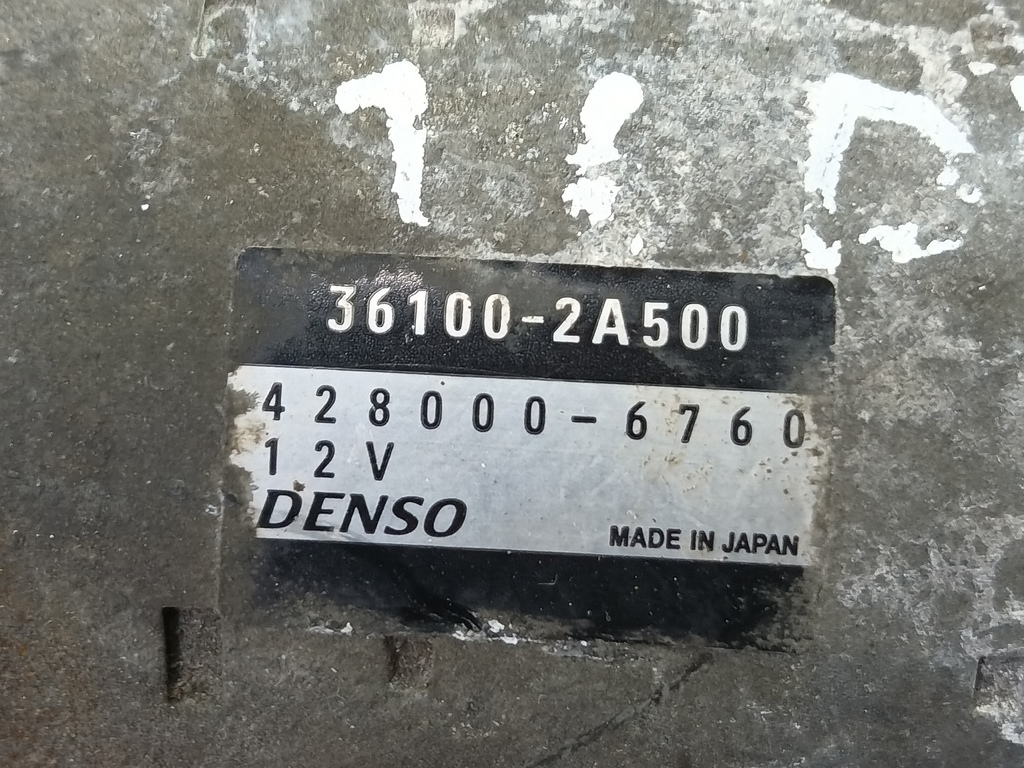 36100-2A500
428000-6760
12V
DENSO
MADE IN JAPAN